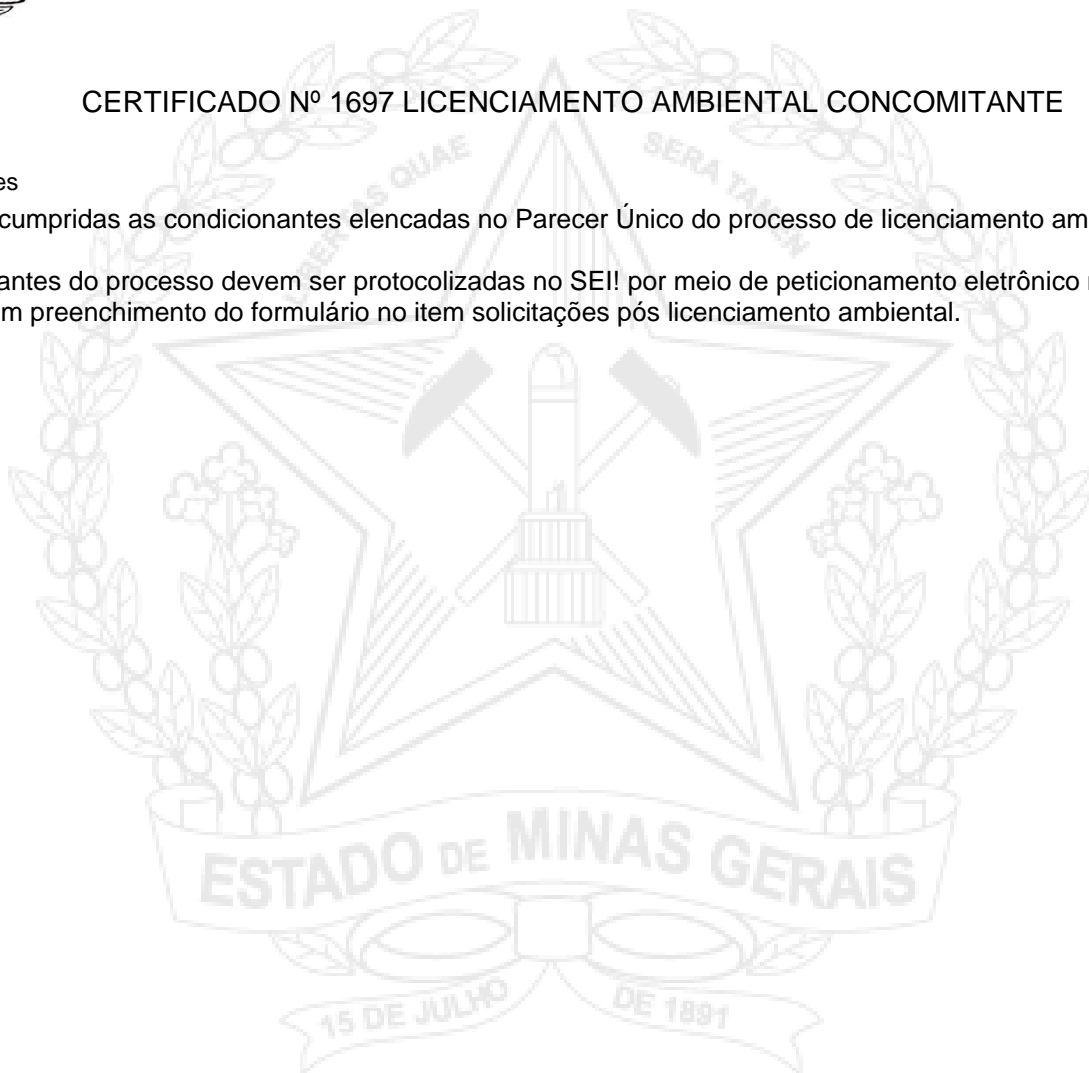 CERTIFICADO Nº 1697 LICENCIAMENTO AMBIENTAL CONCOMITANTE
es
cumpridas as condicionantes elencadas no Parecer Único do processo de licenciamento am
antes do processo devem ser protocolizadas no SEI! por meio de peticionamento eletrônico
m preenchimento do formulário no item solicitações pós licenciamento ambiental.
LIBERTAS QUAE SERA TAMEN
ESTADO DE MINAS GERAIS
15 DE JULHO DE 1891